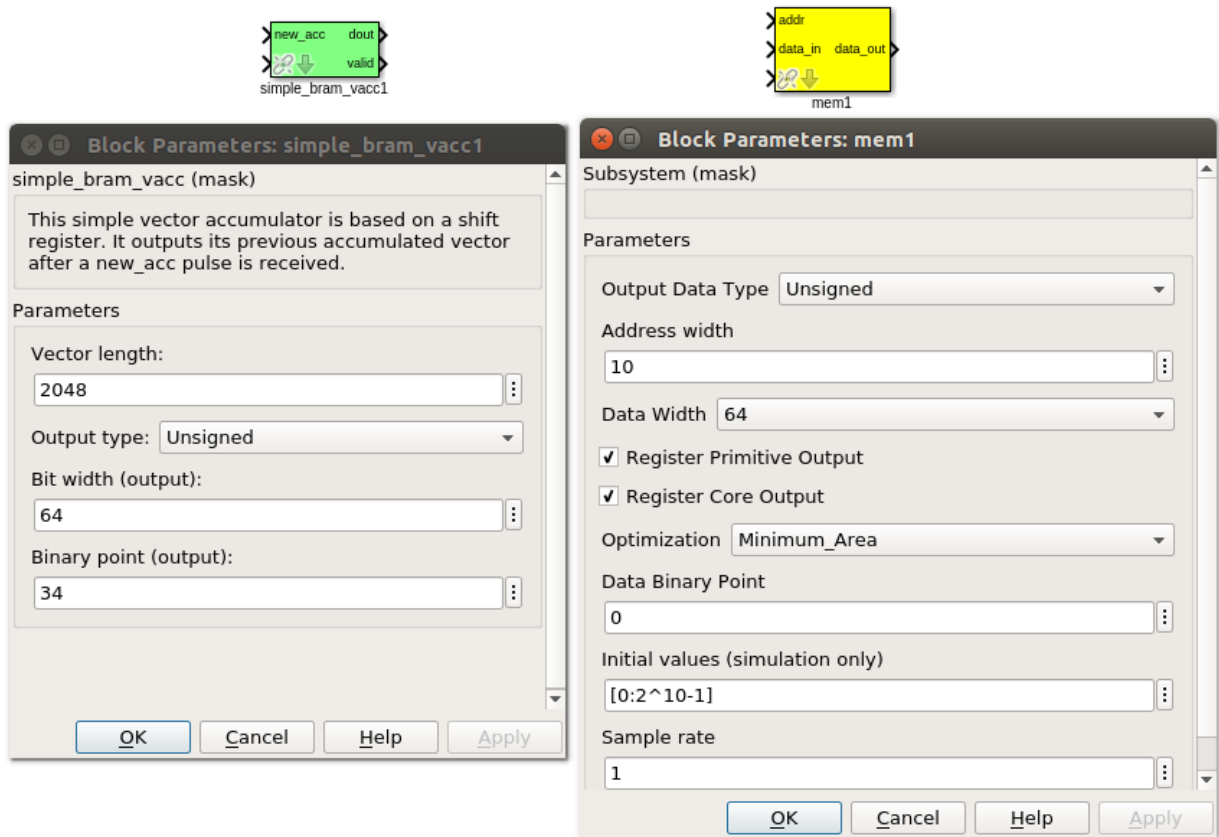 new_acc dout
valid
simple_bram_vacc1
addr
data_in data_out
mem1
Block Parameters: simple_bram_vacc1
simple_bram_vacc (mask)
This simple vector accumulator is based on a shift
register. It outputs its previous accumulated vector
after a new_acc pulse is received.
Parameters
Vector length:
2048
Output type: Unsigned
Bit width (output):
64
Binary point (output):
34
OK Cancel Help Apply
Block Parameters: mem1
Subsystem (mask)
Parameters
Output Data Type Unsigned
Address width
10
Data Width 64
Register Primitive Output
Register Core Output
Optimization Minimum_Area
Data Binary Point
0
Initial values (simulation only)
[0:2^10-1]
Sample rate
1
OK Cancel Help Apply